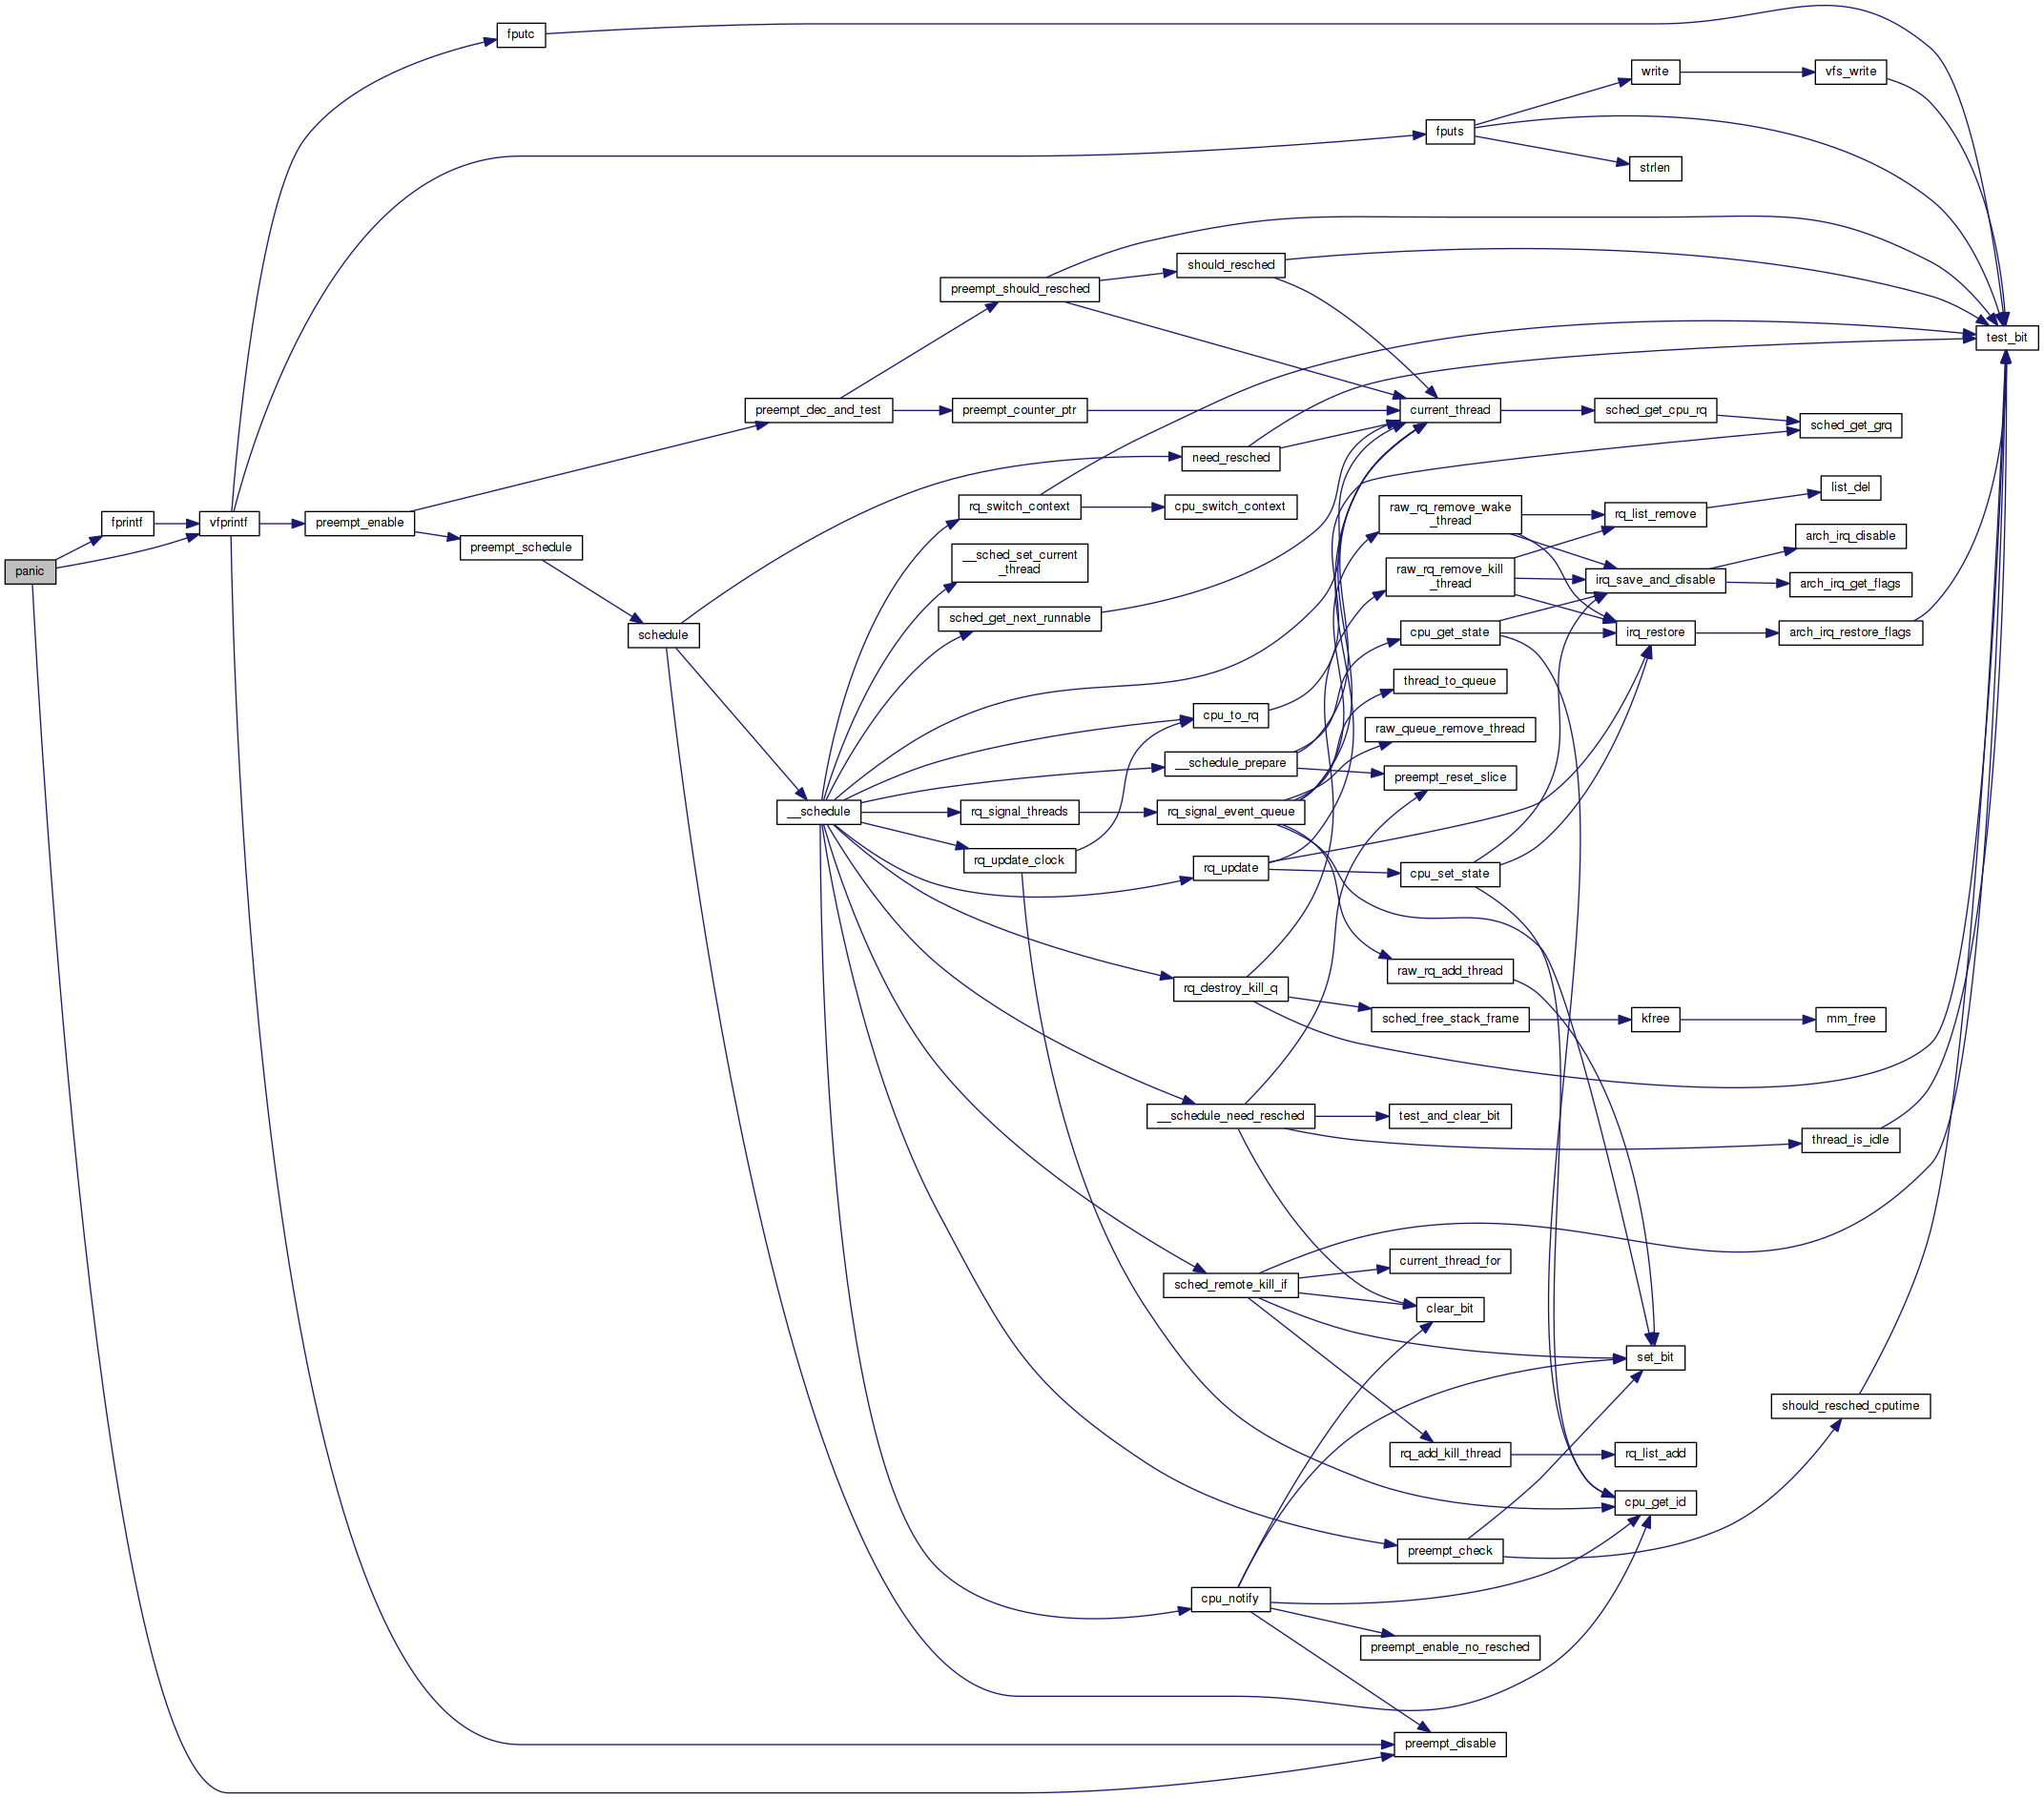 fputc
write
vfs_write
fputs
strlen
should_resched
preempt_should_resched
test_bit
preempt_dec_and_test
preempt_counter_ptr
current_thread
sched_get_cpu_rq
sched_get_grq
need_resched
list_del
rq_switch_context
cpu_switch_context
raw_rq_remove_wake
_thread
rq_list_remove
fprintf
vfprintf
preempt_enable
arch_irq_disable
preempt_schedule
__sched_set_current
_thread
panic
raw_rq_remove_kill
_thread
irq_save_and_disable
arch_irq_get_flags
sched_get_next_runnable
schedule
cpu_get_state
irq_restore
arch_irq_restore_flags
thread_to_queue
cpu_to_rq
raw_queue_remove_thread
__schedule_prepare
preempt_reset_slice
__schedule
rq_signal_threads
rq_signal_event_queue
rq_update_clock
rq_update
cpu_set_state
raw_rq_add_thread
rq_destroy_kill_q
sched_free_stack_frame
kfree
mm_free
__schedule_need_resched
test_and_clear_bit
thread_is_idle
current_thread_for
sched_remote_kill_if
clear_bit
set_bit
should_resched_cputime
rq_add_kill_thread
rq_list_add
cpu_get_id
preempt_check
cpu_notify
preempt_enable_no_resched
preempt_disable